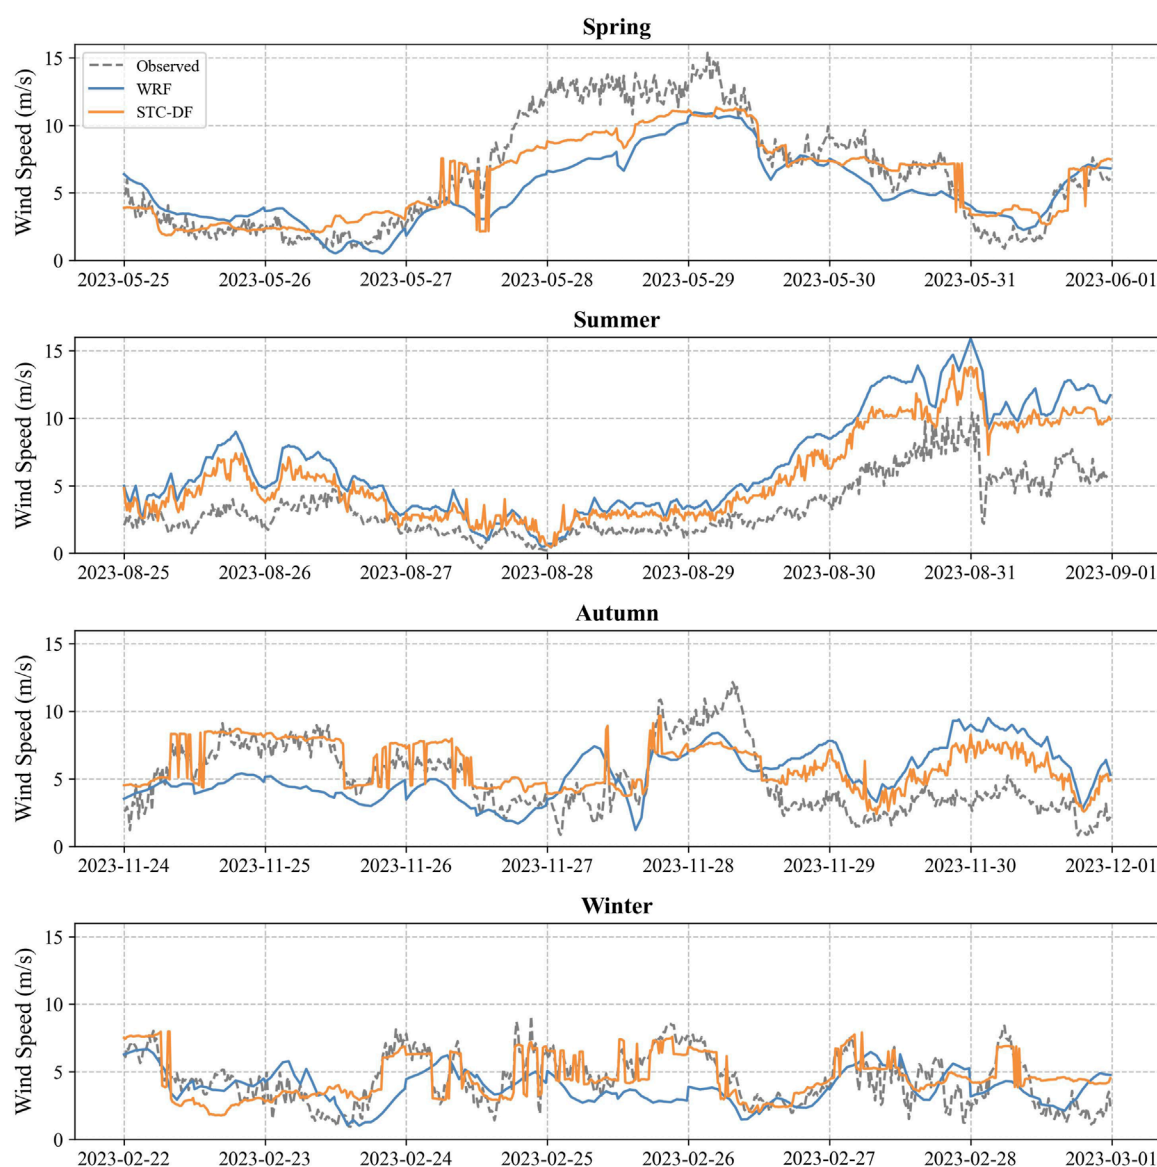 Spring
Wind Speed (m/s)
15
10
5
0
Observed
WRF
STC-DF
2023-05-25 2023-05-26 2023-05-27 2023-05-28 2023-05-29 2023-05-30 2023-05-31 2023-06-01
Summer
Wind Speed (m/s)
15
10
5
0
2023-08-25 2023-08-26 2023-08-27 2023-08-28 2023-08-29 2023-08-30 2023-08-31 2023-09-01
Autumn
Wind Speed (m/s)
15
10
5
0
2023-11-24 2023-11-25 2023-11-26 2023-11-27 2023-11-28 2023-11-29 2023-11-30 2023-12-01
Winter
Wind Speed (m/s)
15
10
5
0
2023-02-22 2023-02-23 2023-02-24 2023-02-25 2023-02-26 2023-02-27 2023-02-28 2023-03-01